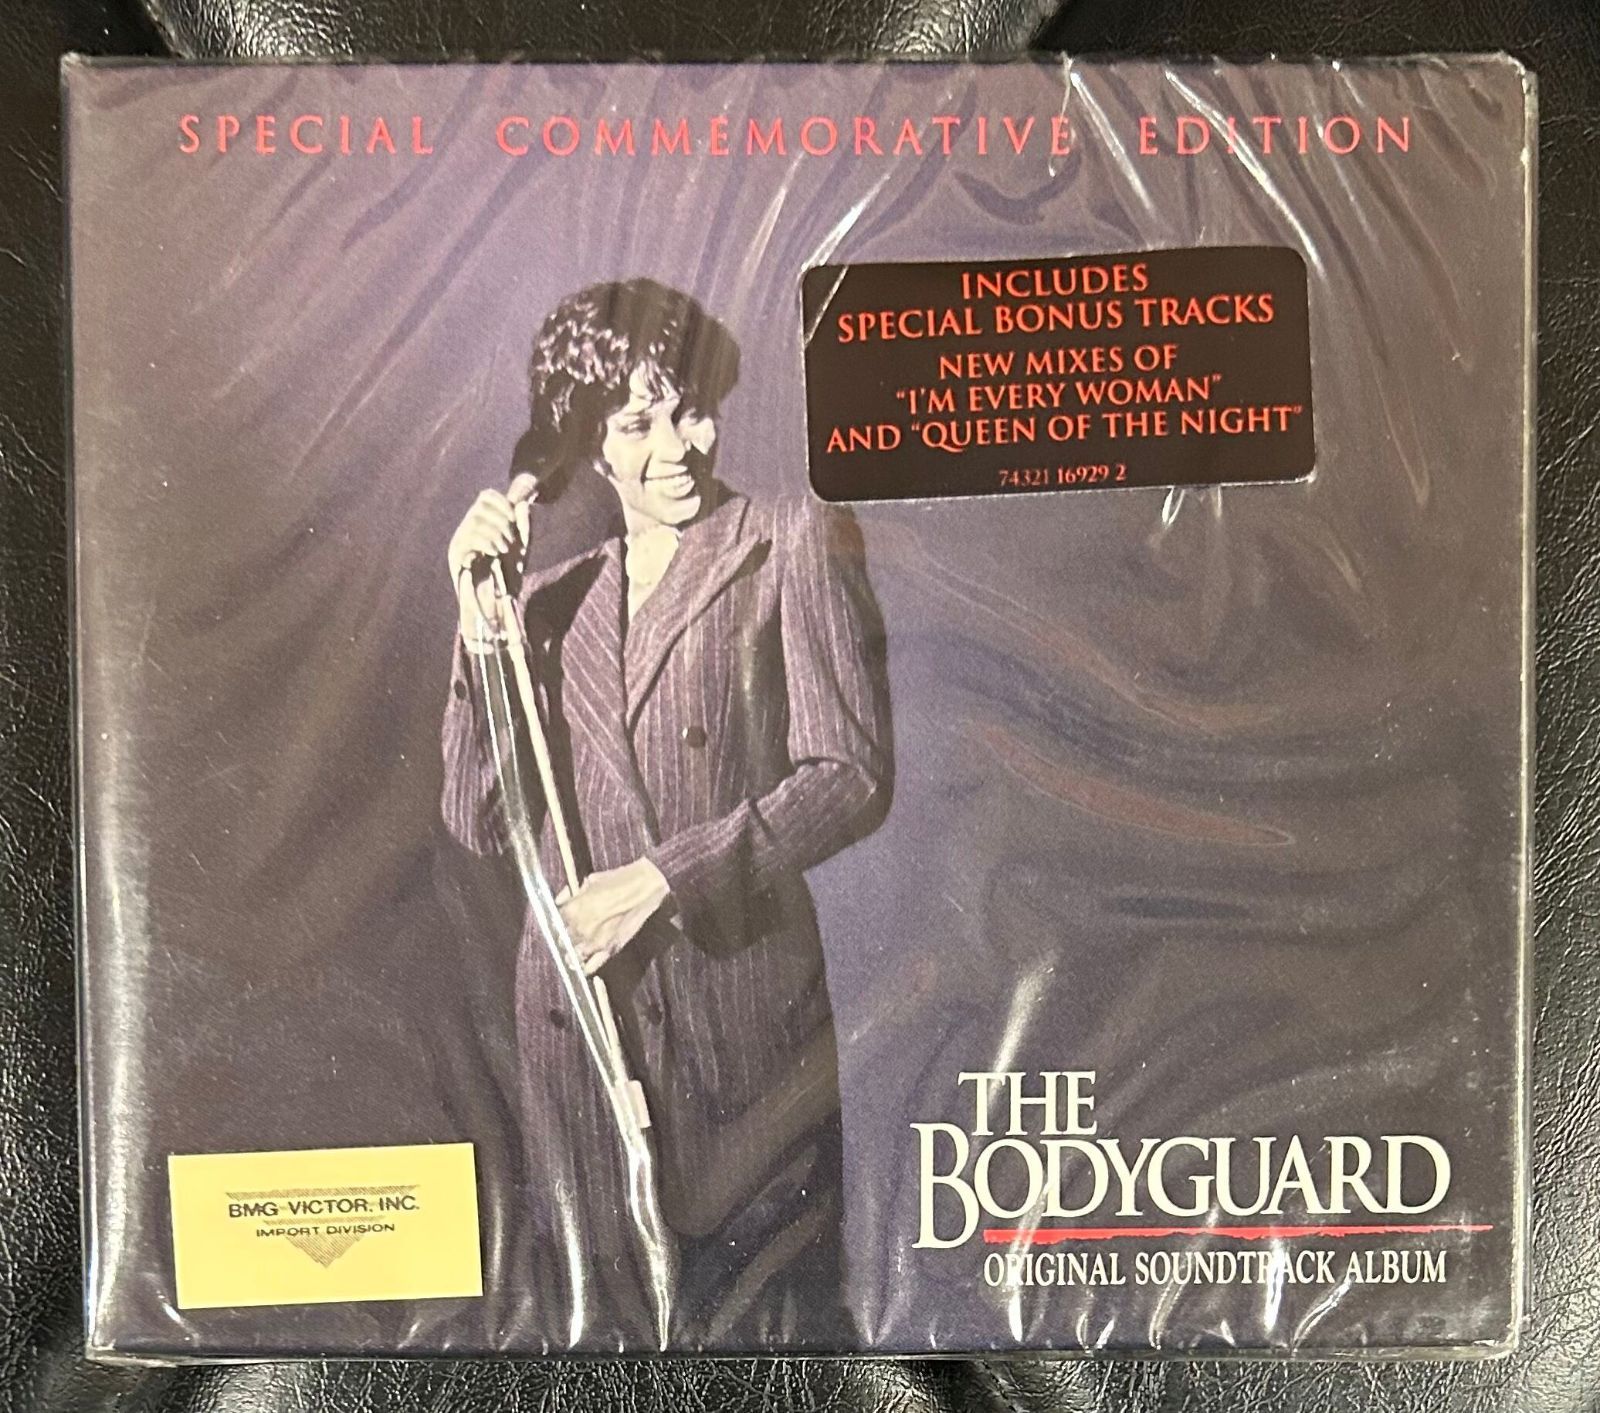 SPECIAL COMMEMORATIVE EDITION
INCLUDES
SPECIAL BONUS TRACKS
NEW MIXES OF
"I'M EVERY WOMAN"
AND "QUEEN OF THE NIGHT"
74321 16929 2
THE
BODYGUARD
ORIGINAL SOUNDTRACK ALBUM
BMG VICTOR, INC.
IMPORT DIVISION